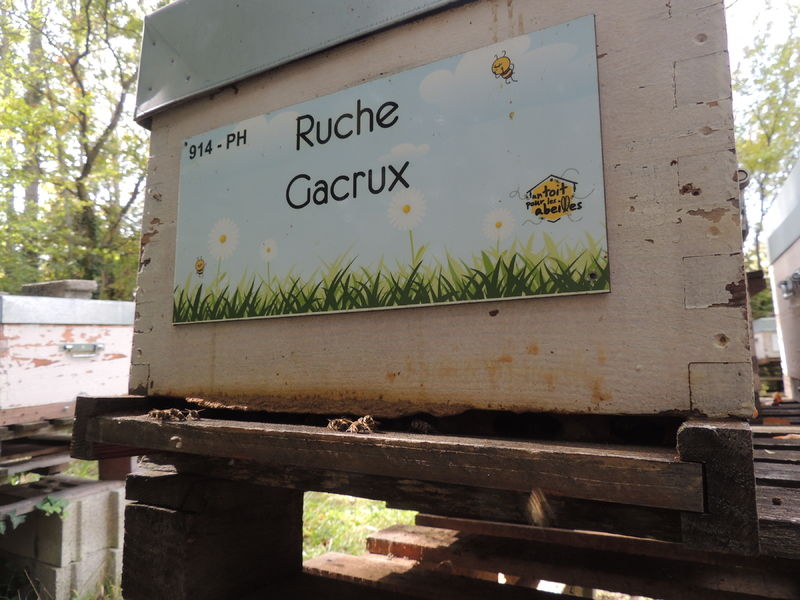 914 - PH
Ruche
Gacrux
un toit
pour les
abeilles